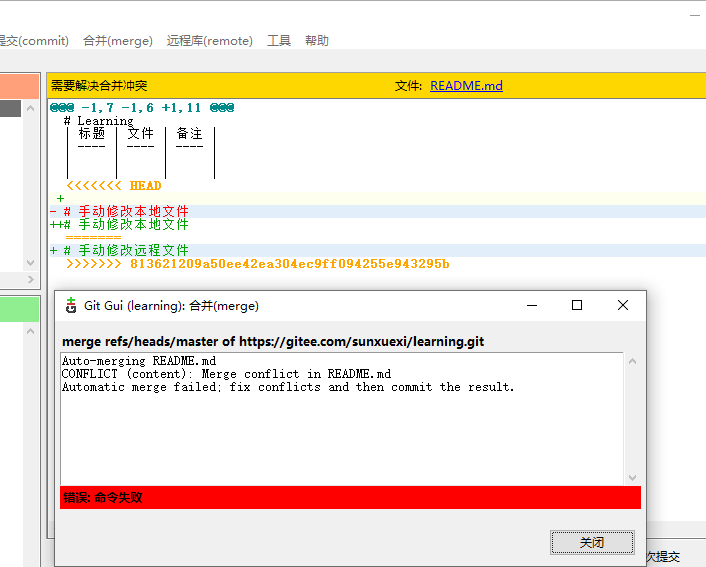 提交(commit) 合并(merge) 远程库(remote) 工具 帮助
需要解决合并冲突 文件: README.md
@@@ -1,7 -1,6 +1,11 @@@
# Learning
| 标题 | 文件 | 备注 |
| ---- | ---- | ---- |
| | | |
| | | |
<<<<<<< HEAD
+
- # 手动修改本地文件
++# 手动修改本地文件
=======
+ # 手动修改远程文件
>>>>>>> 813621209a50ee42ea304ec9ff094255e943295b
Git Gui (learning): 合并(merge)
merge refs/heads/master of https://gitee.com/sunxuexi/learning.git
Auto-merging README.md
CONFLICT (content): Merge conflict in README.md
Automatic merge failed; fix conflicts and then commit the result.
错误: 命令失败
关闭
次提交